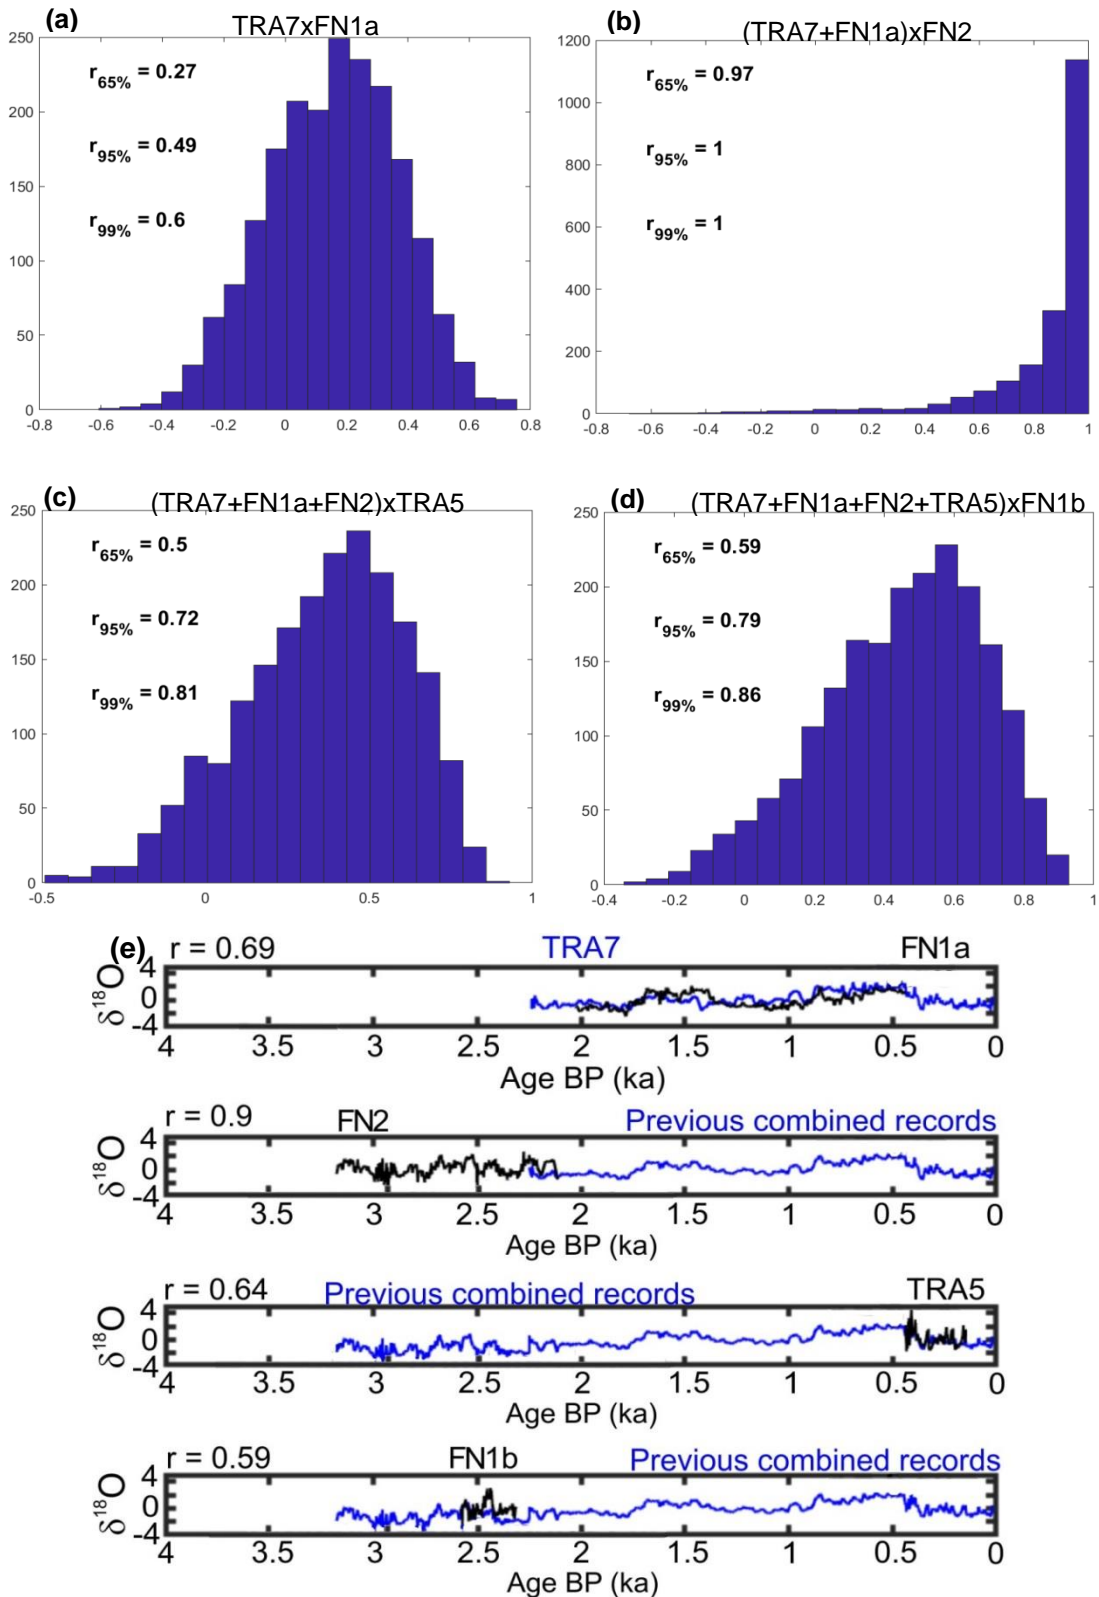 (a) TRA7xFN1a
r65% = 0.27
r95% = 0.49
r99% = 0.6
250
200
150
100
50
0
-0.8 -0.6 -0.4 -0.2 0 0.2 0.4 0.6 0.8
(b) (TRA7+FN1a)xFN2
r65% = 0.97
r95% = 1
r99% = 1
1200
1000
800
600
400
200
0
-0.8 -0.6 -0.4 -0.2 0 0.2 0.4 0.6 0.8 1
(c) (TRA7+FN1a+FN2)xTRA5
r65% = 0.5
r95% = 0.72
r99% = 0.81
250
200
150
100
50
0
-0.5 0 0.5 1
(d) (TRA7+FN1a+FN2+TRA5)xFN1b
r65% = 0.59
r95% = 0.79
r99% = 0.86
250
200
150
100
50
0
-0.4 -0.2 0 0.2 0.4 0.6 0.8 1
(e) r = 0.69 TRA7 FN1a
δ18O
4
0
-4
4 3.5 3 2.5 2 1.5 1 0.5 0
Age BP (ka)
r = 0.9 FN2 Previous combined records
δ18O
4
0
-4
4 3.5 3 2.5 2 1.5 1 0.5 0
Age BP (ka)
r = 0.64 Previous combined records TRA5
δ18O
4
0
-4
4 3.5 3 2.5 2 1.5 1 0.5 0
Age BP (ka)
r = 0.59 FN1b Previous combined records
δ18O
4
0
-4
4 3.5 3 2.5 2 1.5 1 0.5 0
Age BP (ka)